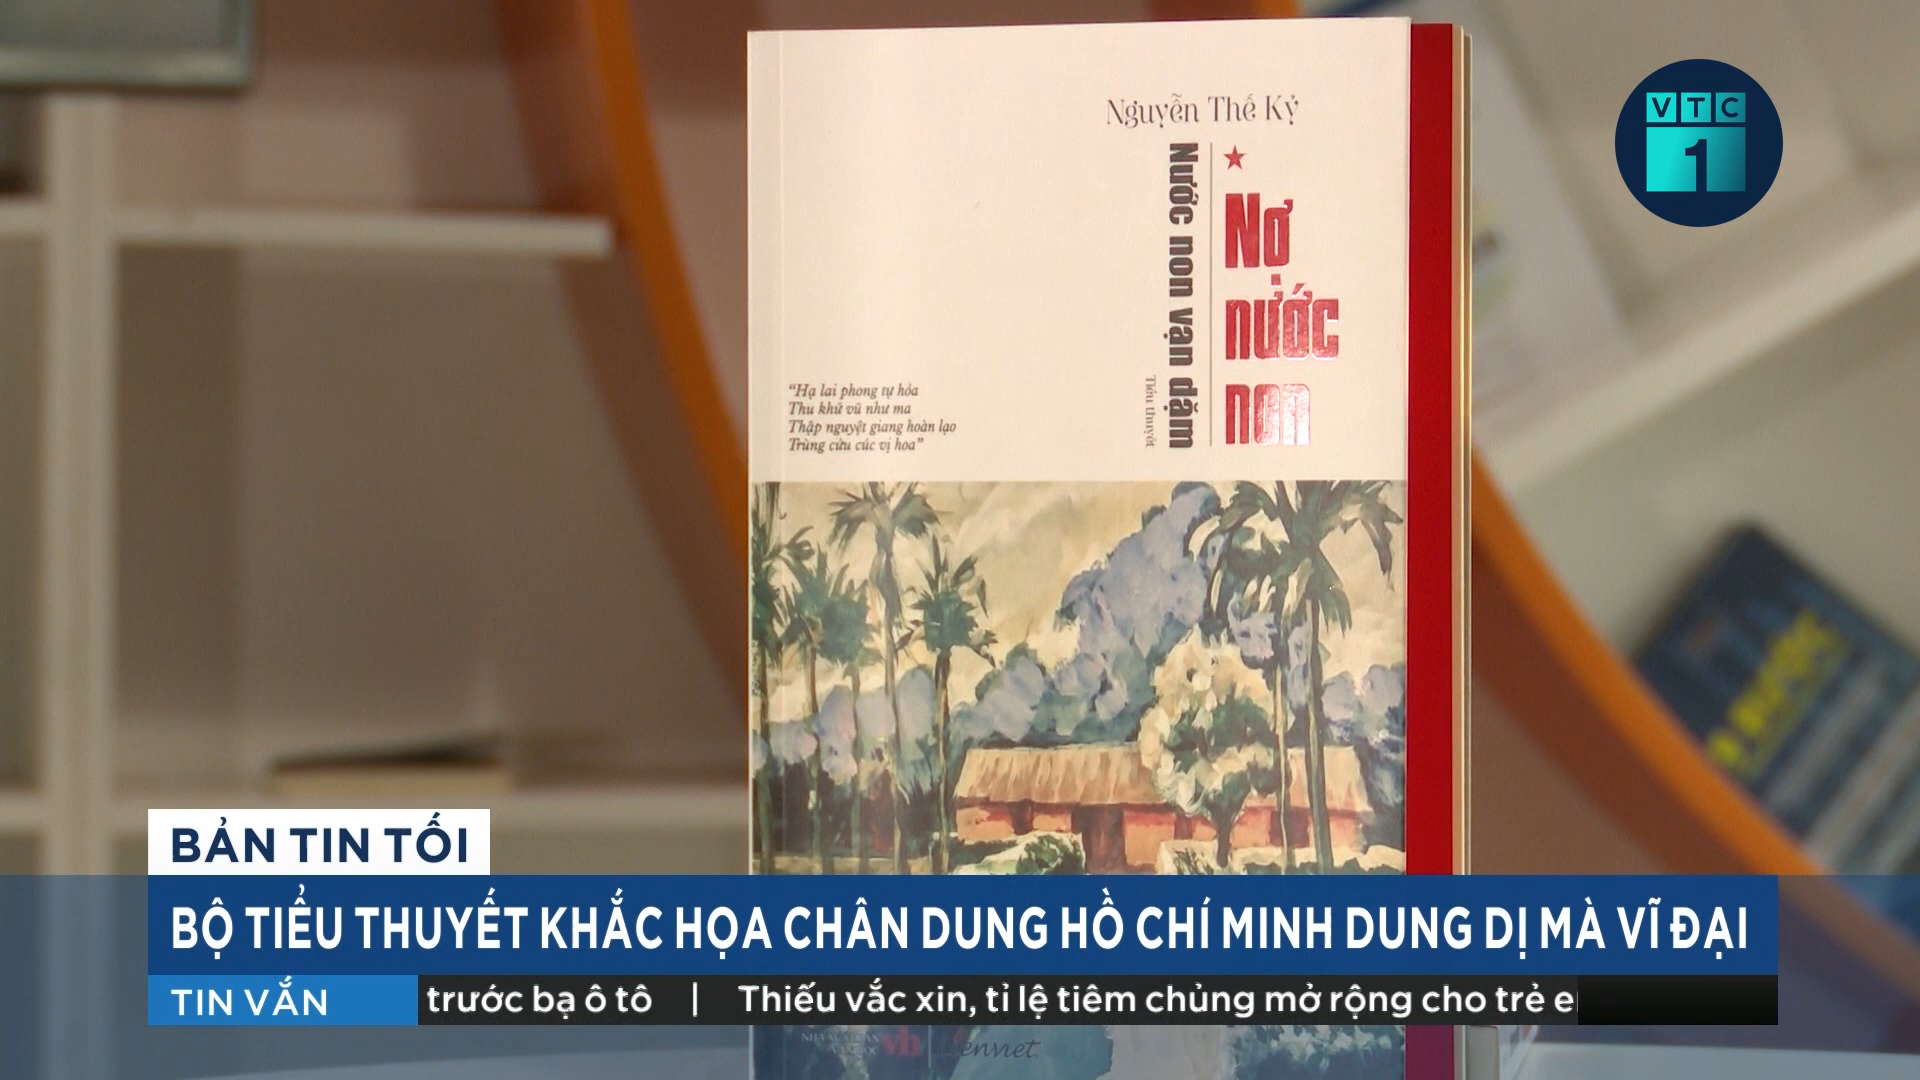 VTC
1
Nguyễn Thế Kỷ
Nợ
nước
non
Nước non vạn dặm
Tiểu thuyết
“Hạ lai phong tự hỏa
Thu khứ vũ như ma
Thập nguyệt giang hoàn lạo
Trùng cửu cúc vị hoa”
BẢN TIN TỐI
BỘ TIỂU THUYẾT KHẮC HỌA CHÂN DUNG HỒ CHÍ MINH DUNG DỊ MÀ VĨ ĐẠI
TIN VẮN
trước bạ ô tô | Thiếu vắc xin, tỉ lệ tiêm chủng mở rộng cho trẻ e